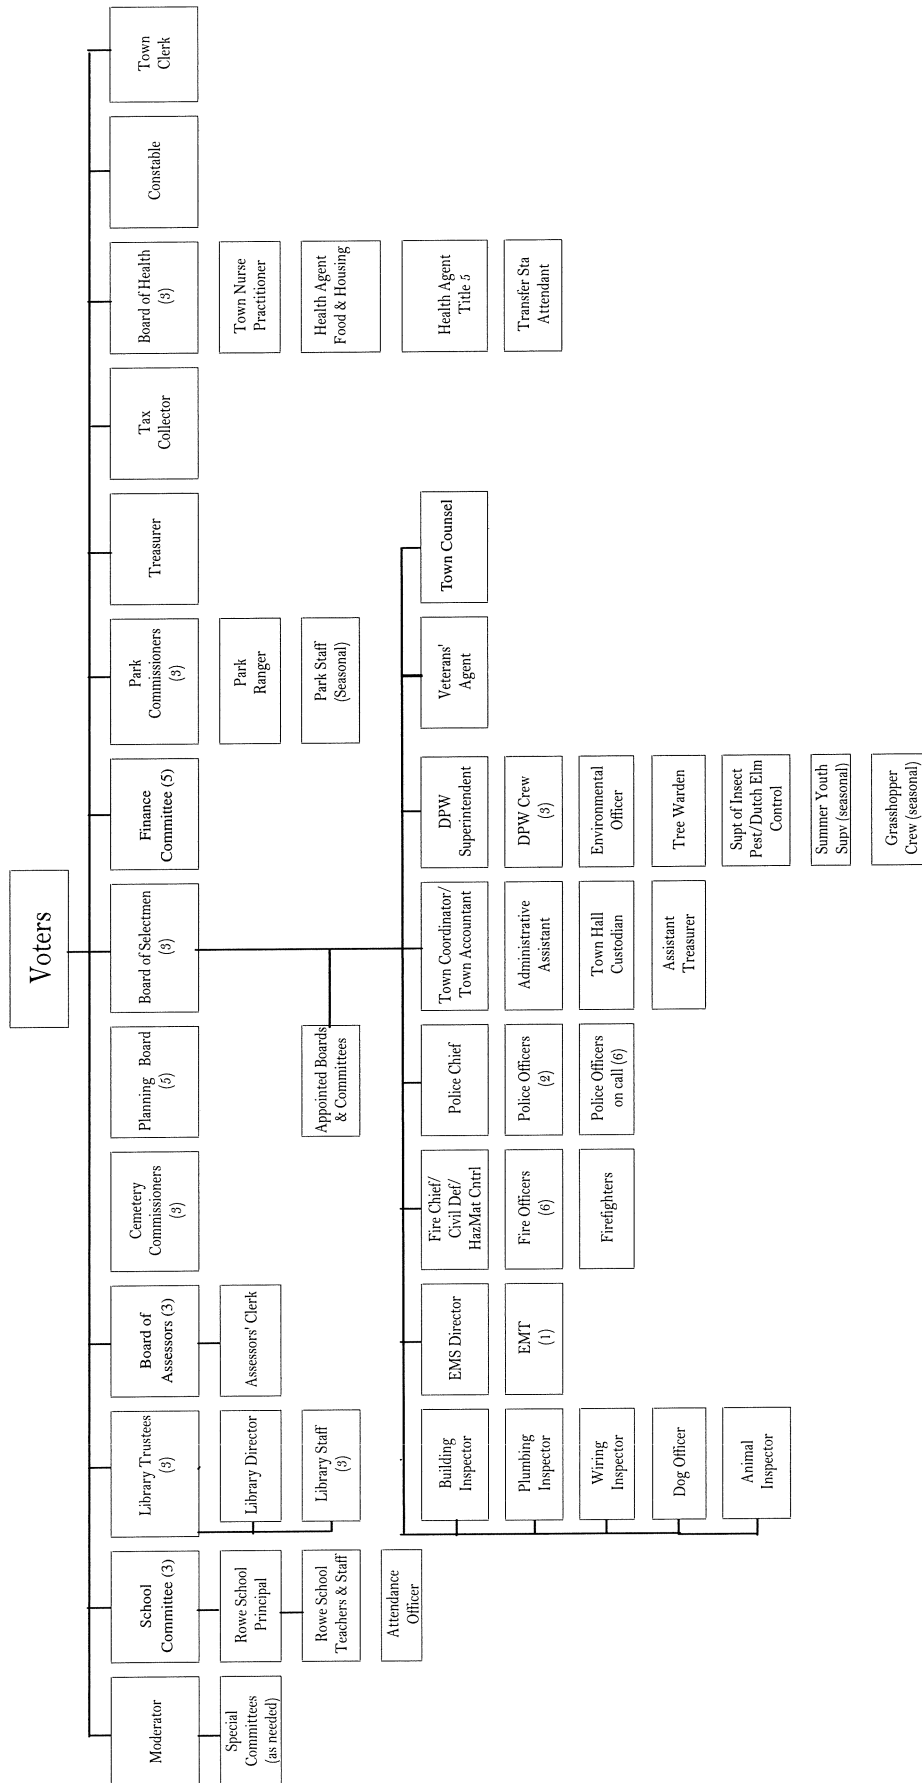 Voters
Moderator
Special
Committees
(as needed)
School
Committee (3)
Rowe School
Principal
Rowe School
Teachers & Staff
Attendance
Officer
Library Trustees
(3)
Library Director
Library Staff
(3)
Board of
Assessors (3)
Assessors' Clerk
Cemetery
Commissioners
(3)
Planning Board
(5)
Board of Selectmen
(3)
Finance
Committee (5)
Park
Commissioners
(3)
Park
Ranger
Park Staff
(Seasonal)
Treasurer
Tax
Collector
Board of Health
(3)
Town Nurse
Practitioner
Health Agent
Food & Housing
Health Agent
Title 5
Transfer Sta
Attendant
Constable
Town
Clerk
Appointed Boards
& Committees
Building
Inspector
Plumbing
Inspector
Wiring
Inspector
Dog Officer
Animal
Inspector
EMS Director
EMT
(1)
Fire Chief/
Civil Def/
HazMat Cntrl
Fire Officers
(6)
Firefighters
Police Chief
Police Officers
(2)
Police Officers
on call (6)
Town Coordinator/
Town Accountant
Administrative
Assistant
Town Hall
Custodian
Assistant
Treasurer
DPW
Superintendent
DPW Crew
(3)
Environmental
Officer
Tree Warden
Supt of Insect
Pest/Dutch Elm
Control
Summer Youth
Supv (seasonal)
Grasshopper
Crew (seasonal)
Veterans'
Agent
Town Counsel